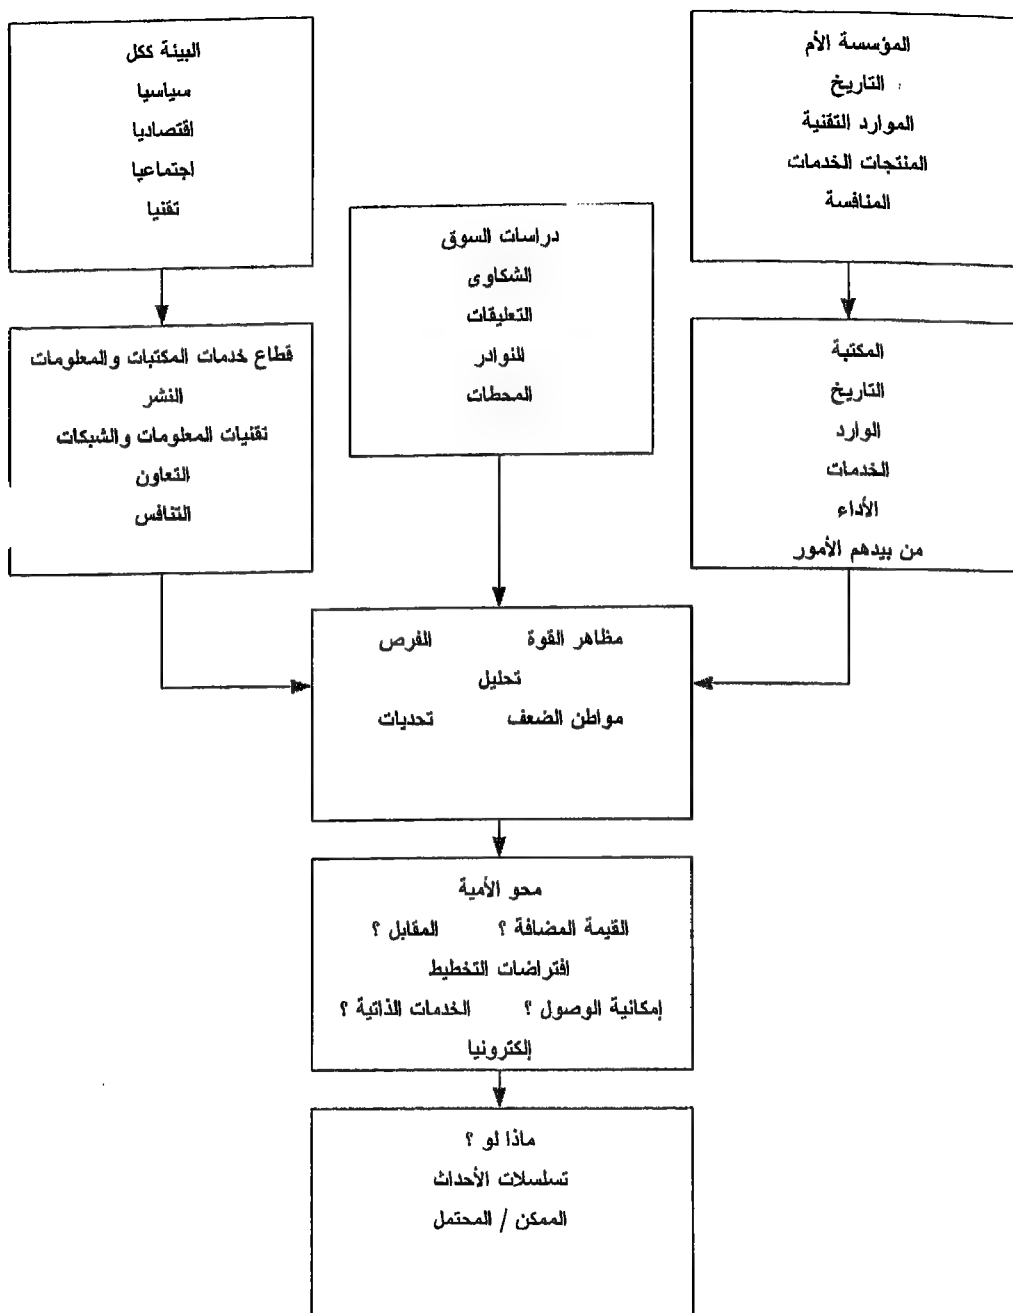 المؤسسة الأم
التاريخ
الموارد التقنية
المنتجات الخدمات
المنافسة
البيئة ككل
سياسيا
اقتصاديا
اجتماعيا
تقنيا
دراسات السوق
الشكاوى
التعليقات
النوادر
المحطات
المكتبة
التاريخ
الوارد
الخدمات
الأداء
من بيدهم الأمور
قطاع خدمات المكتبات والمعلومات
النشر
تقنيات المعلومات والشبكات
التعاون
التنافس
مظاهر القوة الفرص
تحليل
مواطن الضعف تحديات
محو الأمية
القيمة المضافة ؟ المقابل ؟
افتراضات التخطيط
إمكانية الوصول ؟ الخدمات الذاتية ؟
إلكترونيا
ماذا لو ؟
تسلسلات الأحداث
الممكن / المحتمل